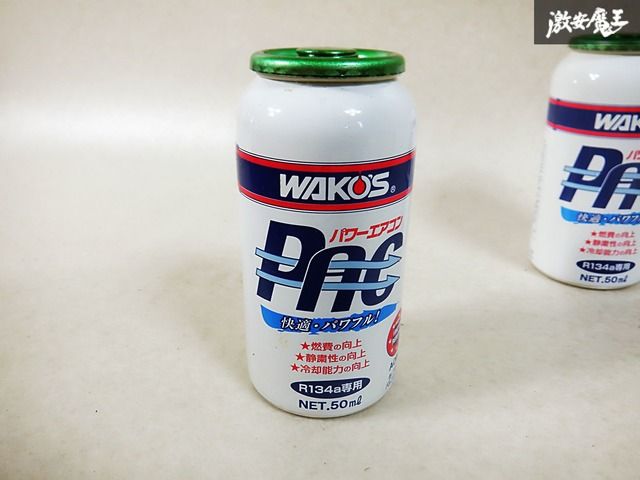 激安魔王
WAKO'S®
パワーエアコン
PAC
快適・パワフル!
★燃費の向上
★静粛性の向上
★冷却能力の向上
R134a専用
NET.50mℓ
WAKO
パ
PAC
快適・パワフ
★燃費の向上
★静粛性の向上
★冷却能力の向上
R134a専用
NET.50mℓ